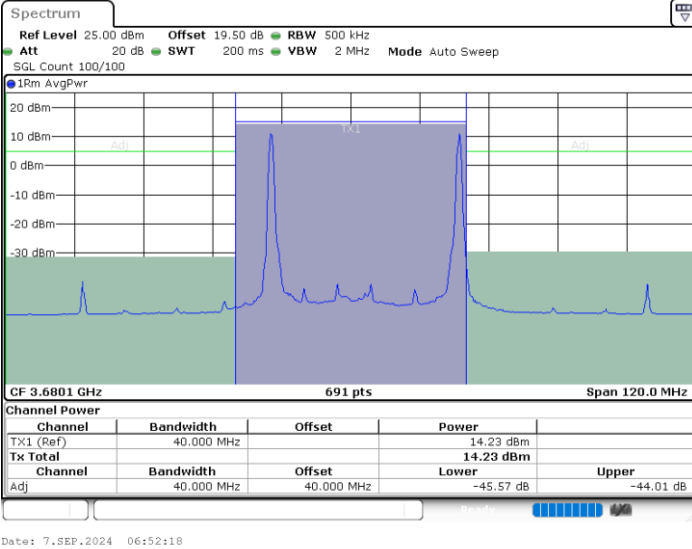 Spectrum
Ref Level 25.00 dBm Offset 19.50 dB RBW 500 kHz
Att 20 dB SWT 200 ms VBW 2 MHz Mode Auto Sweep
SGL Count 100/100
1Rm AvgPwr
20 dBm
TX1
10 dBm
Adj Adj
0 dBm
-10 dBm
-20 dBm
-30 dBm
CF 3.6801 GHz 691 pts Span 120.0 MHz
Channel Power
Channel Bandwidth Offset Power
TX1 (Ref) 40.000 MHz 14.23 dBm
Tx Total 14.23 dBm
Channel Bandwidth Offset Lower Upper
Adj 40.000 MHz 40.000 MHz -45.57 dB -44.01 dB
Ready
Date: 7.SEP.2024 06:52:18